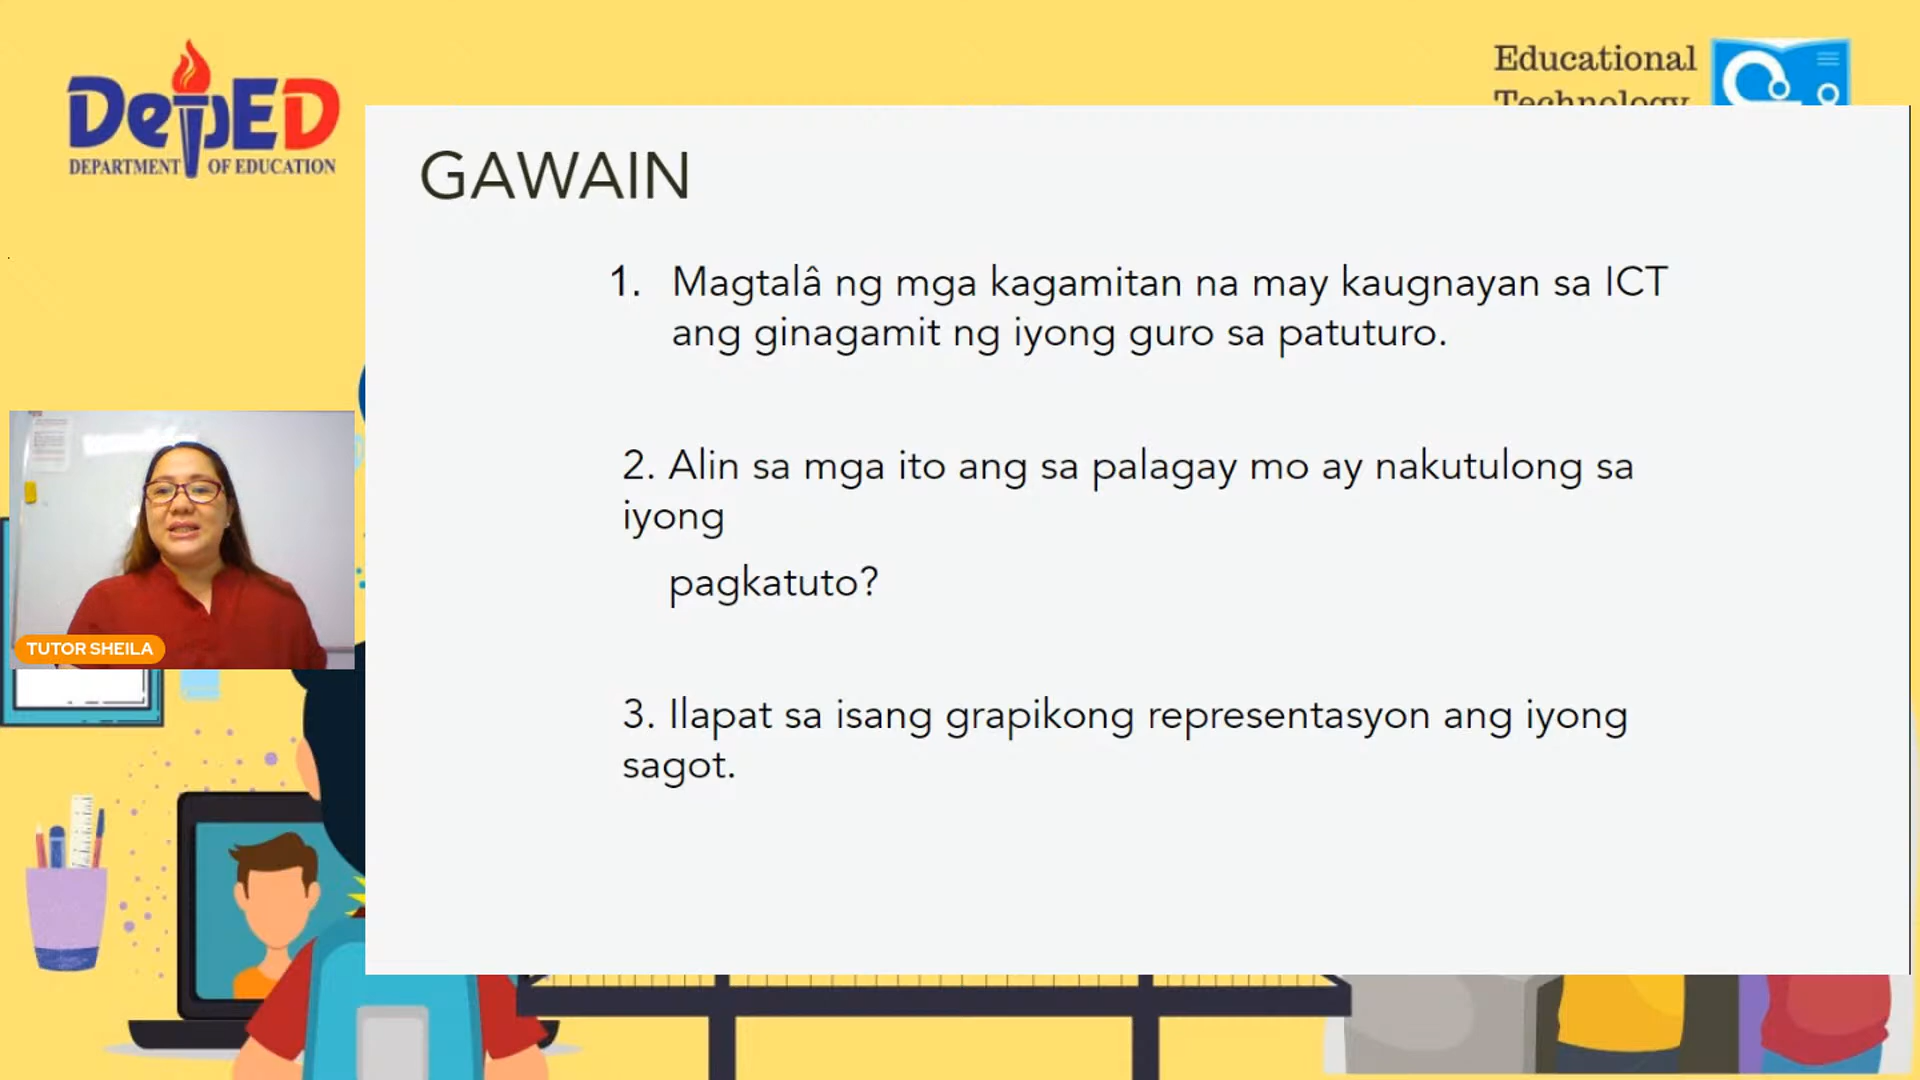 DepED
DEPARTMENT OF EDUCATION
Educational
Technology
GAWAIN
1. Magtalâ ng mga kagamitan na may kaugnayan sa ICT
ang ginagamit ng iyong guro sa patuturo.
2. Alin sa mga ito ang sa palagay mo ay nakutulong sa
iyong
pagkatuto?
3. Ilapat sa isang grapikong representasyon ang iyong
sagot.
TUTOR SHEILA